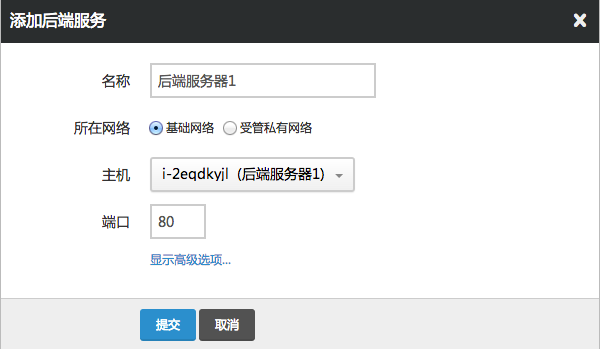 添加后端服务
名称 后端服务器1
所在网络 基础网络 受管私有网络
主机 i-2eqdkyjl (后端服务器1)
端口 80
显示高级选项...
提交 取消